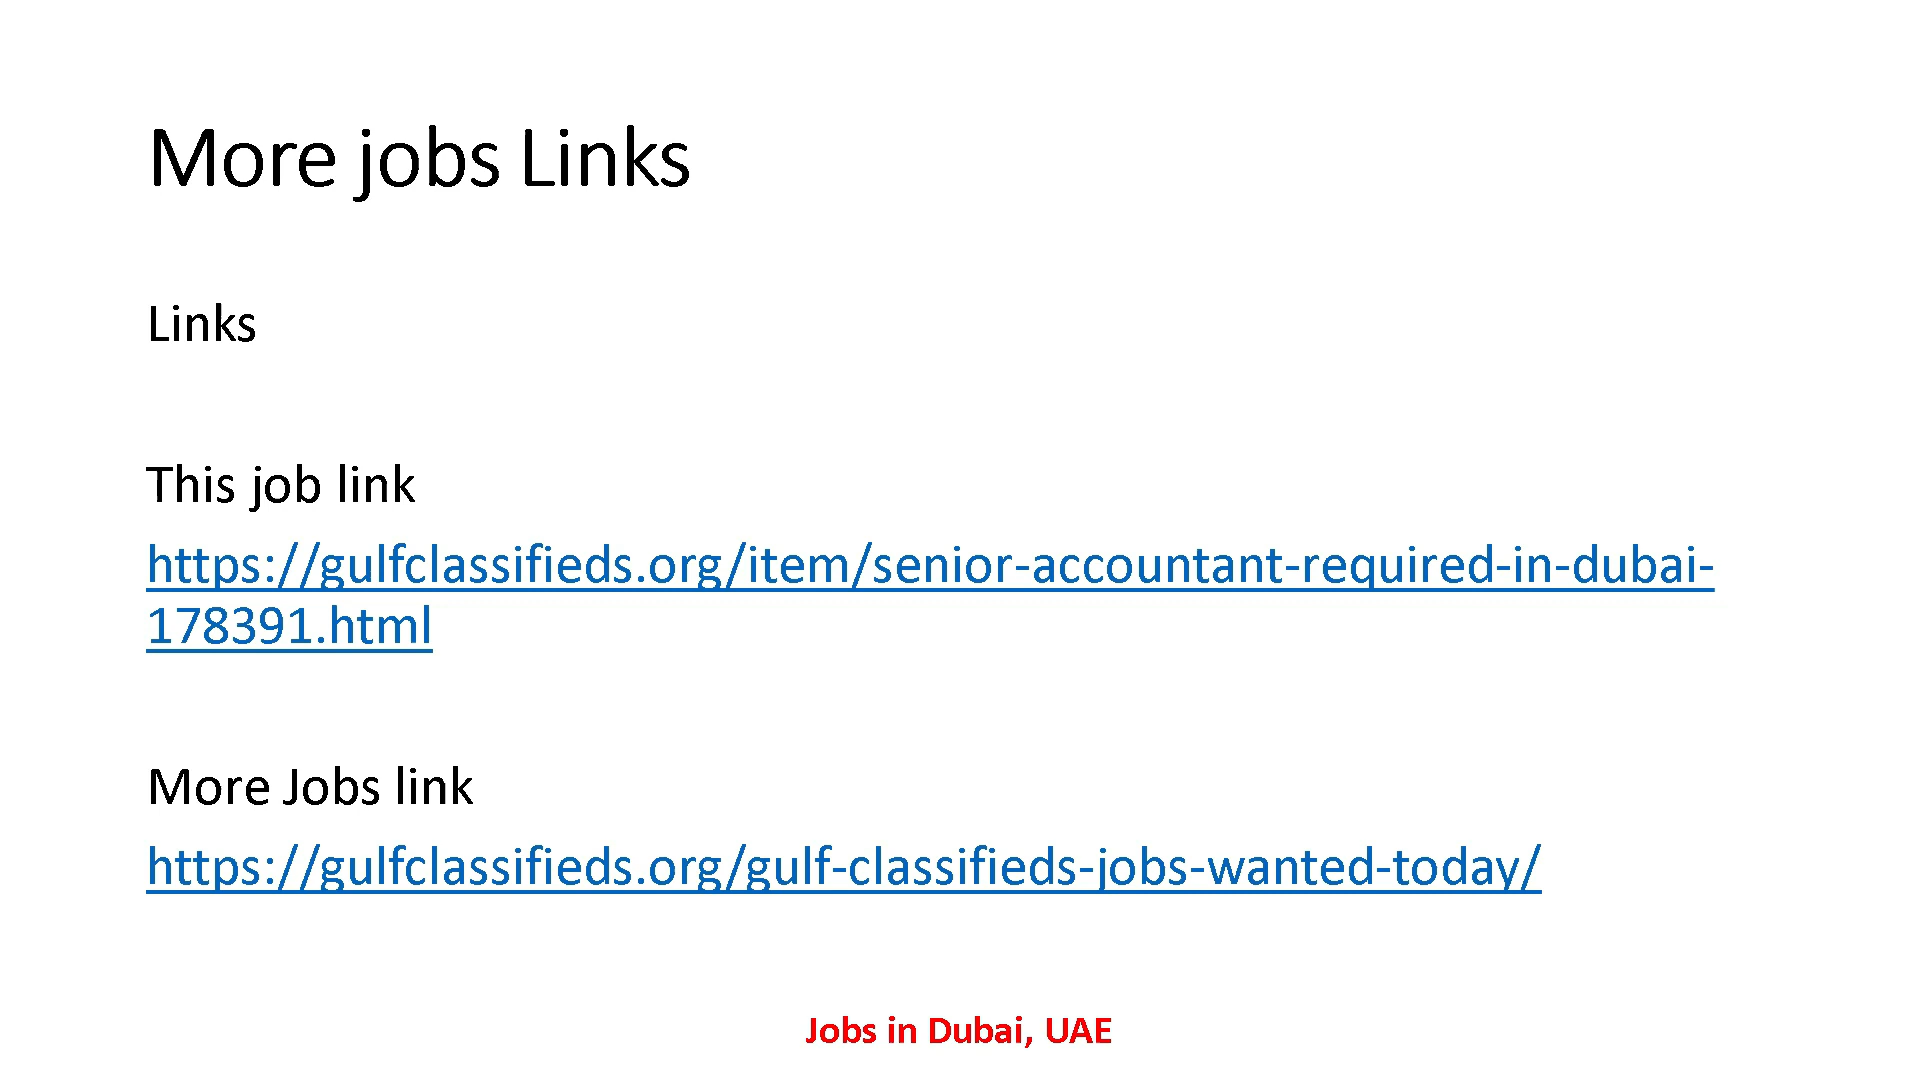 More jobs Links
Links
This job link
https://gulfclassifieds.org/item/senior-accountant-required-in-dubai-
178391.html
More Jobs link
https://gulfclassifieds.org/gulf-classifieds-jobs-wanted-today/
Jobs in Dubai, UAE